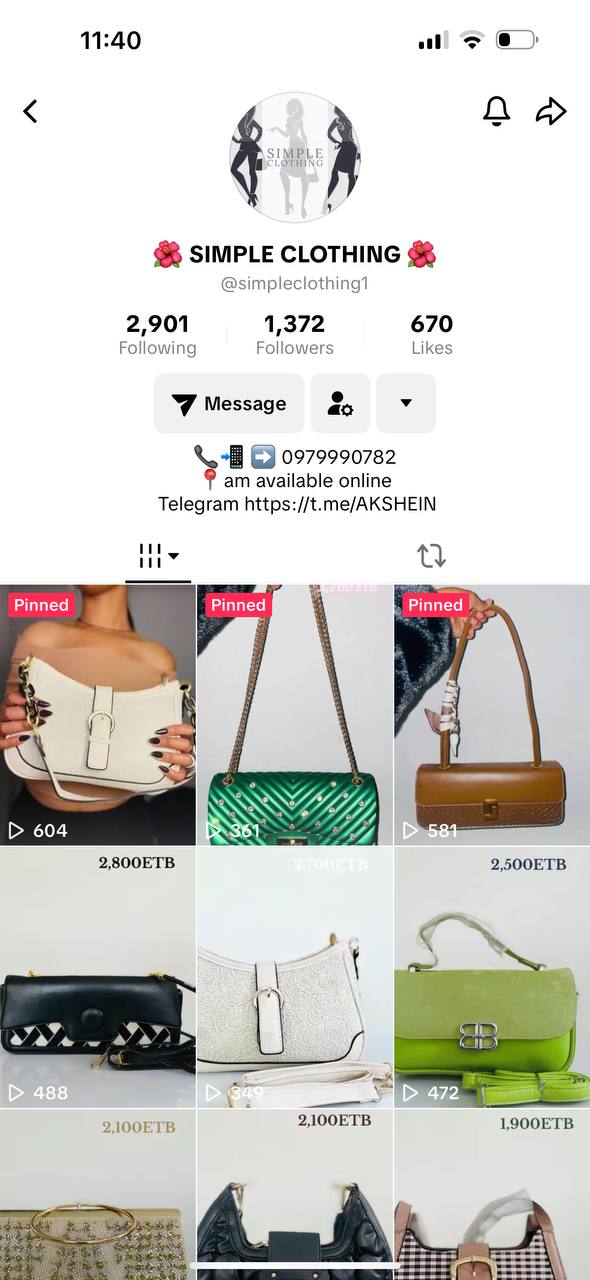 11:40
SIMPLE
CLOTHING
🌺 SIMPLE CLOTHING 🌺
@simpleclothing1
2,901 1,372 670
Following Followers Likes
Message
📞📲 ➡️ 0979990782
📍am available online
Telegram https://t.me/AKSHEIN
Pinned Pinned Pinned
1,700 ETB
604 361 581
2,800ETB 2,700ETB 2,500ETB
488 349 472
2,100ETB 2,100ETB 1,900ETB